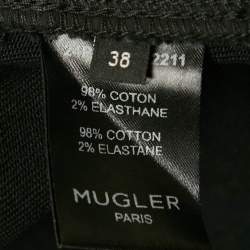 38 2211
98% COTON
2% ELASTHANE
98% COTTON
2% ELASTANE
MUGLER
PARIS